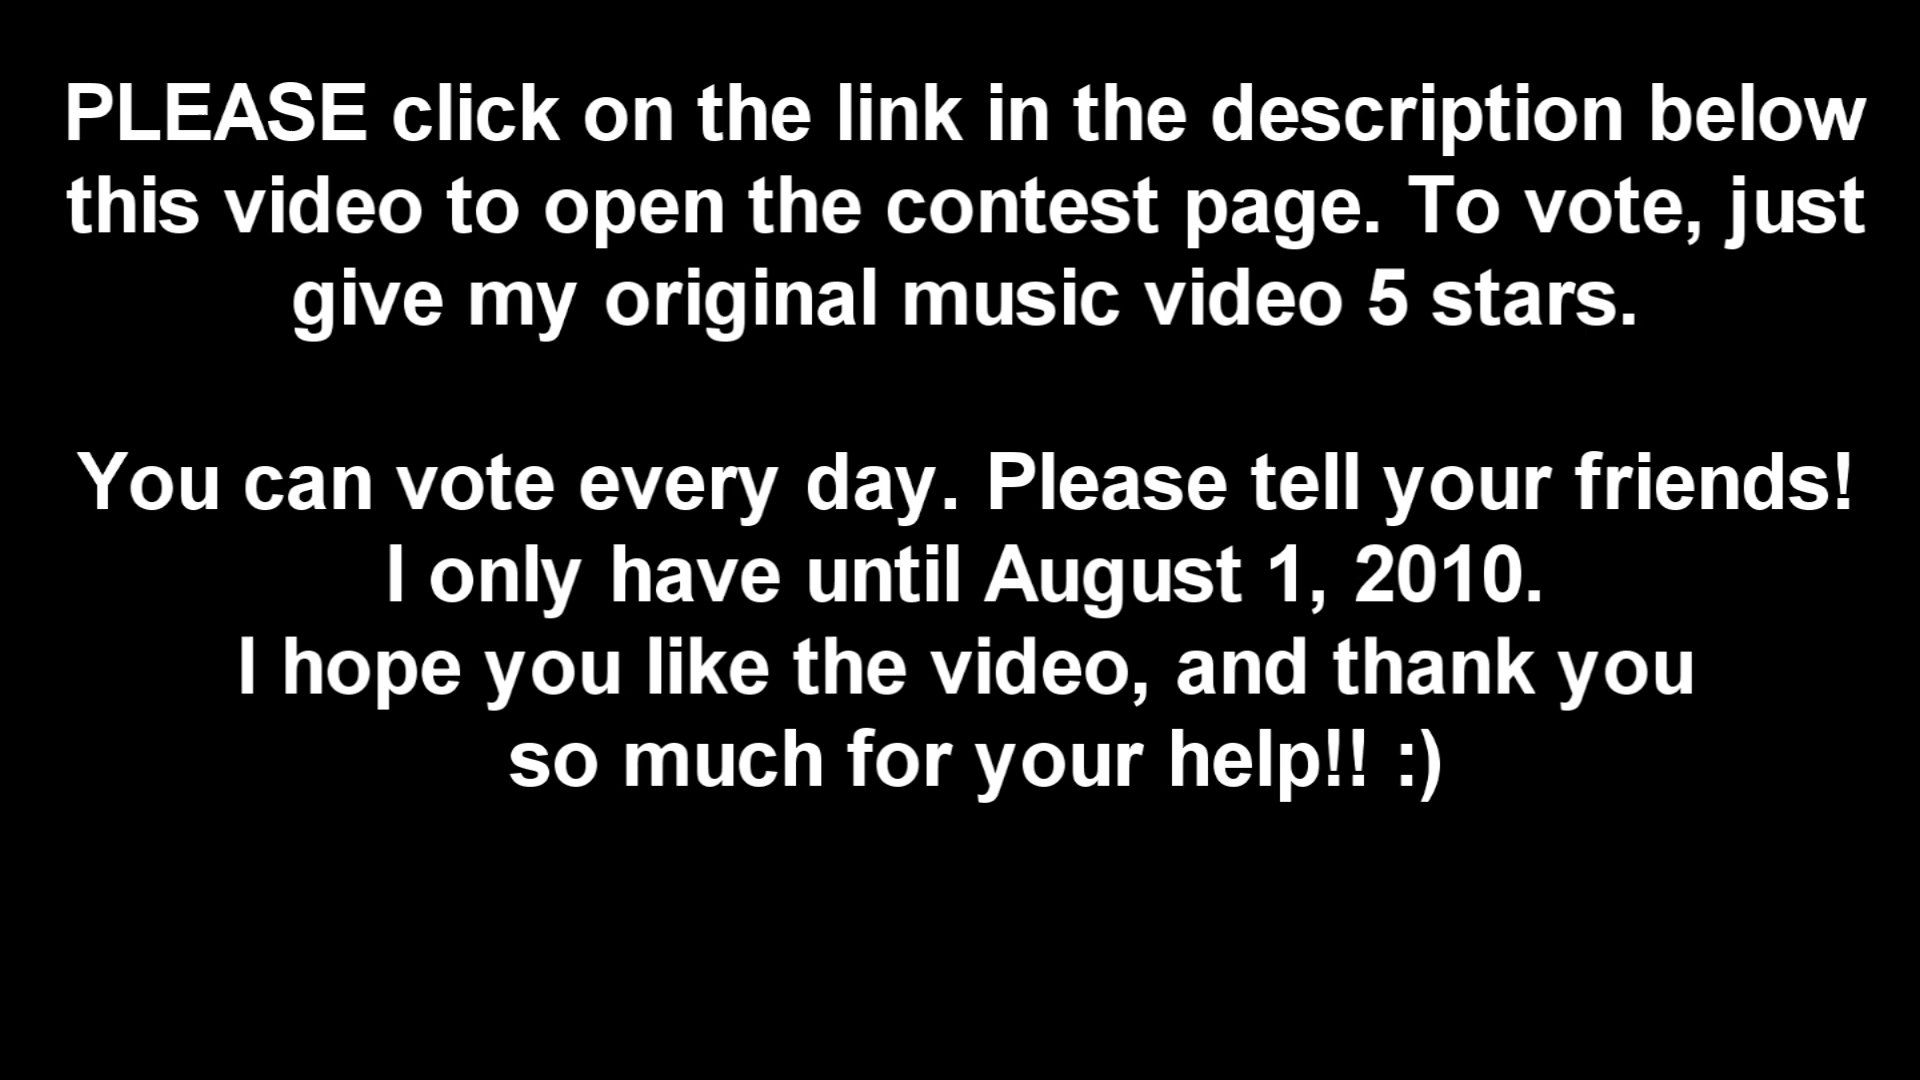 PLEASE click on the link in the description below
this video to open the contest page. To vote, just
give my original music video 5 stars.
You can vote every day. Please tell your friends!
I only have until August 1, 2010.
I hope you like the video, and thank you
so much for your help!! :)